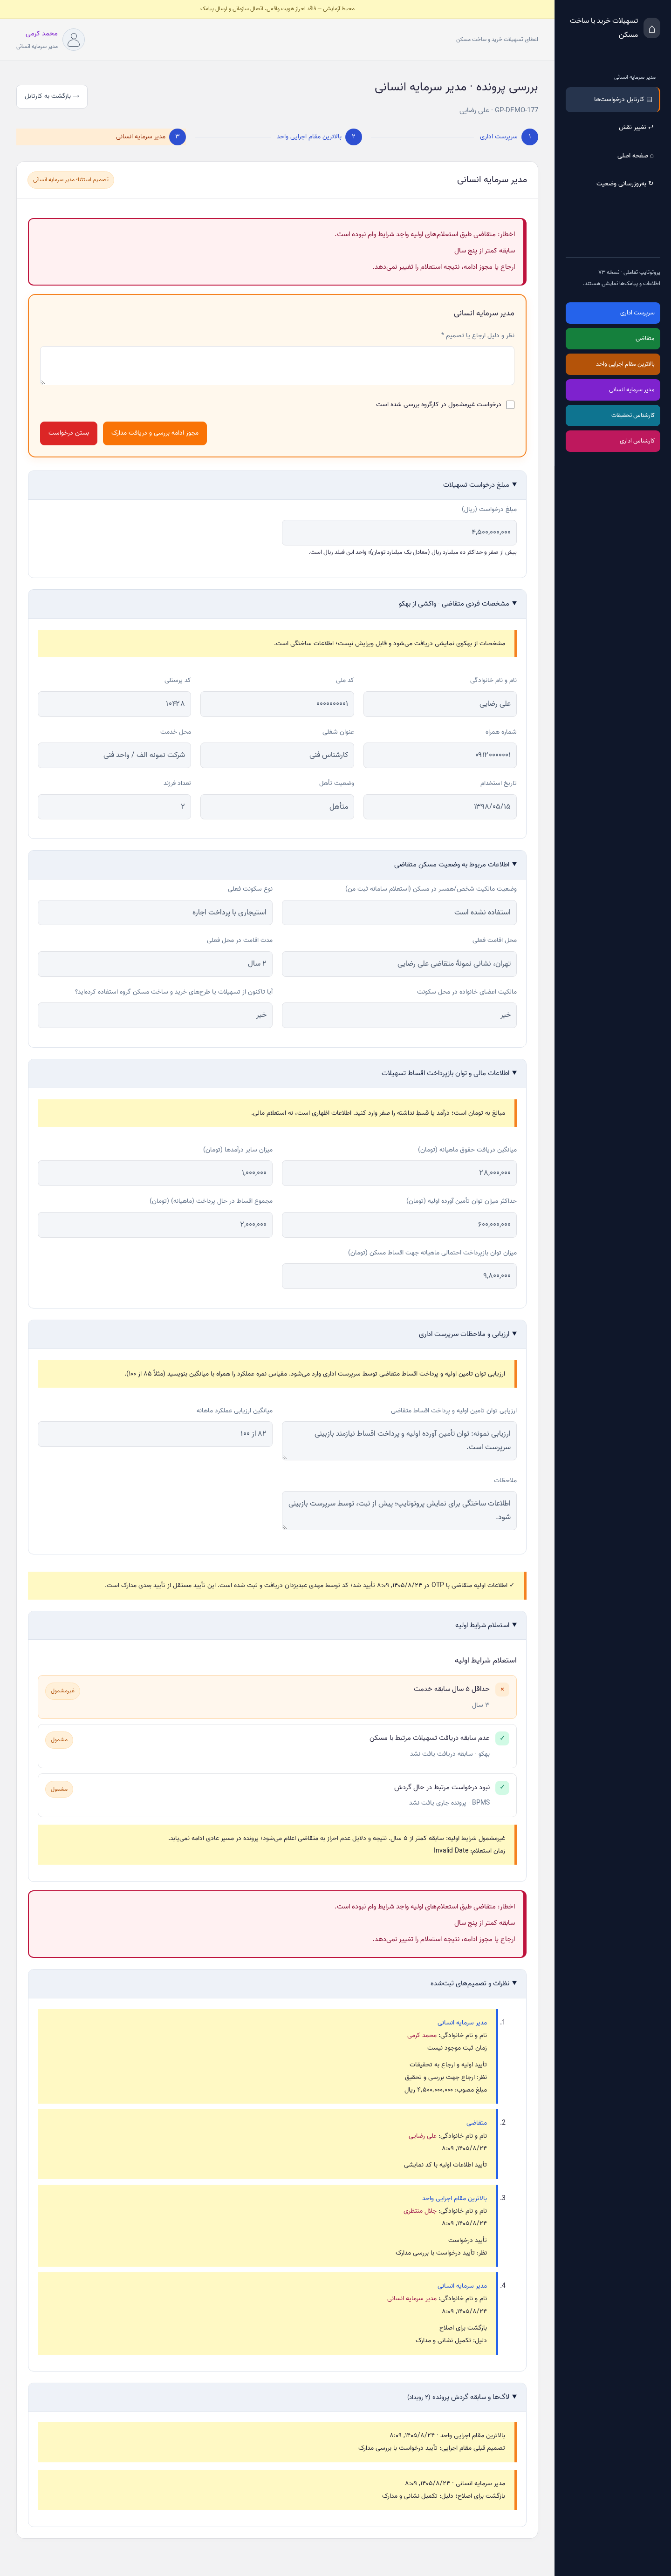 محیط آزمایشی — فاقد احراز هویت واقعی، اتصال سازمانی و ارسال پیامک
تسهیلات خرید یا ساخت مسکن
مدیر سرمایه انسانی
▤ کارتابل درخواست‌ها
⇄ تغییر نقش
⌂ صفحه اصلی
↻ به‌روزرسانی وضعیت
پروتوتایپ تعاملی · نسخه ۷۳
اطلاعات و پیامک‌ها نمایشی هستند.
سرپرست اداری
متقاضی
بالاترین مقام اجرایی واحد
مدیر سرمایه انسانی
کارشناس تحقیقات
کارشناس اداری
اعطای تسهیلات خرید و ساخت مسکن
محمد کرمی
مدیر سرمایه انسانی
بررسی پرونده · مدیر سرمایه انسانی
GP-DEMO-177 · علی رضایی
→ بازگشت به کارتابل
۱ سرپرست اداری
۲ بالاترین مقام اجرایی واحد
۳ مدیر سرمایه انسانی
مدیر سرمایه انسانی
تصمیم استثنا؛ مدیر سرمایه انسانی
اخطار: متقاضی طبق استعلام‌های اولیه واجد شرایط وام نبوده است.
سابقه کمتر از پنج سال
ارجاع یا مجوز ادامه، نتیجه استعلام را تغییر نمی‌دهد.
مدیر سرمایه انسانی
نظر و دلیل ارجاع یا تصمیم *
درخواست غیرمشمول در کارگروه بررسی شده است
مجوز ادامه بررسی و دریافت مدارک
بستن درخواست
▼ مبلغ درخواست تسهیلات
مبلغ درخواست (ریال)
۴,۵۰۰,۰۰۰,۰۰۰
بیش از صفر و حداکثر ده میلیارد ریال (معادل یک میلیارد تومان)؛ واحد این فیلد ریال است.
▼ مشخصات فردی متقاضی · واکشی از بهکو
مشخصات از بهکوی نمایشی دریافت می‌شود و قابل ویرایش نیست؛ اطلاعات ساختگی است.
نام و نام خانوادگی
کد ملی
کد پرسنلی
علی رضایی
۰۰۰۰۰۰۰۰۰۱
۱۰۴۲۸
شماره همراه
عنوان شغلی
محل خدمت
۰۹۱۲۰۰۰۰۰۰۱
کارشناس فنی
شرکت نمونه الف / واحد فنی
تاریخ استخدام
وضعیت تأهل
تعداد فرزند
۱۳۹۸/۰۵/۱۵
متأهل
۲
▼ اطلاعات مربوط به وضعیت مسکن متقاضی
وضعیت مالکیت شخص/همسر در مسکن (استعلام سامانه ثبت من)
نوع سکونت فعلی
استفاده نشده است
استیجاری با پرداخت اجاره
محل اقامت فعلی
مدت اقامت در محل فعلی
تهران، نشانی نمونهٔ متقاضی علی رضایی
۲ سال
مالکیت اعضای خانواده در محل سکونت
آیا تاکنون از تسهیلات یا طرح‌های خرید و ساخت مسکن گروه استفاده کرده‌اید؟
خیر
خیر
▼ اطلاعات مالی و توان بازپرداخت اقساط تسهیلات
مبالغ به تومان است؛ درآمد یا قسط نداشته را صفر وارد کنید. اطلاعات اظهاری است، نه استعلام مالی.
میانگین دریافت حقوق ماهیانه (تومان)
میزان سایر درآمدها (تومان)
۲۸,۰۰۰,۰۰۰
۱,۰۰۰,۰۰۰
حداکثر میزان توان تأمین آورده اولیه (تومان)
مجموع اقساط در حال پرداخت (ماهیانه) (تومان)
۶۰۰,۰۰۰,۰۰۰
۲,۰۰۰,۰۰۰
میزان توان بازپرداخت احتمالی ماهیانه جهت اقساط مسکن (تومان)
۹,۸۰۰,۰۰۰
▼ ارزیابی و ملاحظات سرپرست اداری
ارزیابی توان تامین اولیه و پرداخت اقساط متقاضی توسط سرپرست اداری وارد می‌شود. مقیاس نمره عملکرد را همراه با میانگین بنویسید (مثلاً ۸۵ از ۱۰۰).
ارزیابی توان تامین اولیه و پرداخت اقساط متقاضی
میانگین ارزیابی عملکرد ماهانه
ارزیابی نمونه: توان تأمین آورده اولیه و پرداخت اقساط نیازمند بازبینی سرپرست است.
۸۲ از ۱۰۰
ملاحظات
اطلاعات ساختگی برای نمایش پروتوتایپ؛ پیش از ثبت، توسط سرپرست بازبینی شود.
✓ اطلاعات اولیه متقاضی با OTP در ۱۴۰۵/۸/۲۴, ۸:۰۹ تأیید شد؛ کد توسط مهدی عبدیزدان دریافت و ثبت شده است. این تأیید مستقل از تأیید بعدی مدارک است.
▼ استعلام شرایط اولیه
استعلام شرایط اولیه
× حداقل ۵ سال سابقه خدمت
۳ سال
غیرمشمول
✓ عدم سابقه دریافت تسهیلات مرتبط با مسکن
بهکو · سابقه دریافت یافت نشد
مشمول
✓ نبود درخواست مرتبط در حال گردش
BPMS · پرونده جاری یافت نشد
مشمول
غیرمشمول شرایط اولیه: سابقه کمتر از ۵ سال. نتیجه و دلایل عدم احراز به متقاضی اعلام می‌شود؛ پرونده در مسیر عادی ادامه نمی‌یابد.
زمان استعلام: Invalid Date
اخطار: متقاضی طبق استعلام‌های اولیه واجد شرایط وام نبوده است.
سابقه کمتر از پنج سال
ارجاع یا مجوز ادامه، نتیجه استعلام را تغییر نمی‌دهد.
▼ نظرات و تصمیم‌های ثبت‌شده
1. مدیر سرمایه انسانی
نام و نام خانوادگی: محمد کرمی
زمان ثبت موجود نیست
تأیید اولیه و ارجاع به تحقیقات
نظر: ارجاع جهت بررسی و تحقیق
مبلغ مصوب: ۴,۵۰۰,۰۰۰,۰۰۰ ریال
2. متقاضی
نام و نام خانوادگی: علی رضایی
۱۴۰۵/۸/۲۴, ۸:۰۹
تأیید اطلاعات اولیه با کد نمایشی
3. بالاترین مقام اجرایی واحد
نام و نام خانوادگی: جلال منتظری
۱۴۰۵/۸/۲۴, ۸:۰۹
تأیید درخواست
نظر: تأیید درخواست با بررسی مدارک
4. مدیر سرمایه انسانی
نام و نام خانوادگی: مدیر سرمایه انسانی
۱۴۰۵/۸/۲۴, ۸:۰۹
بازگشت برای اصلاح
دلیل: تکمیل نشانی و مدارک
▼ لاگ‌ها و سابقه گردش پرونده (۲ رویداد)
بالاترین مقام اجرایی واحد · ۱۴۰۵/۸/۲۴, ۸:۰۹
تصمیم قبلی مقام اجرایی: تأیید درخواست با بررسی مدارک
مدیر سرمایه انسانی · ۱۴۰۵/۸/۲۴, ۸:۰۹
بازگشت برای اصلاح؛ دلیل: تکمیل نشانی و مدارک